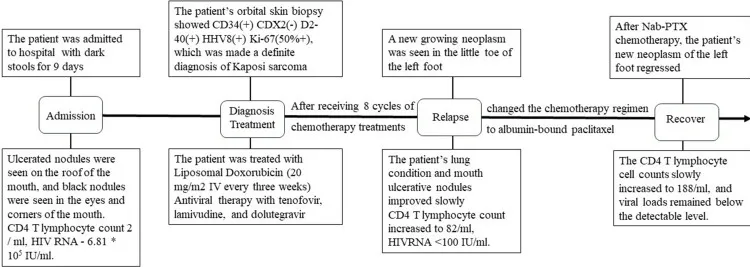 The patient was admitted
to hospital with dark
stools for 9 days
The patient's orbital skin biopsy
showed CD34(+) CDX2(-) D2-
40(+) HHV8(+) Ki-67(50%+),
which was made a definite
diagnosis of Kaposi sarcoma
A new growing neoplasm
was seen in the little toe of
the left foot
After Nab-PTX
chemotherapy, the patient's
new neoplasm of the left
foot regressed
Admission
Diagnosis
Treatment
After receiving 8 cycles of
chemotherapy treatments
Relapse
changed the chemotherapy regimen
to albumin-bound paclitaxel
Recover
Ulcerated nodules were
seen on the roof of the
mouth, and black nodules
were seen in the eyes and
corners of the mouth.
CD4 T lymphocyte count 2
/ ml, HIV RNA - 6.81 *
10⁵ IU/ml.
The patient was treated with
Liposomal Doxorubicin (20
mg/m2 IV every three weeks)
Antiviral therapy with tenofovir,
lamivudine, and dolutegravir
The patient's lung
condition and mouth
ulcerative nodules
improved slowly
CD4 T lymphocyte count
increased to 82/ml,
HIVRNA <100 IU/ml.
The CD4 T lymphocyte
cell counts slowly
increased to 188/ml, and
viral loads remained below
the detectable level.